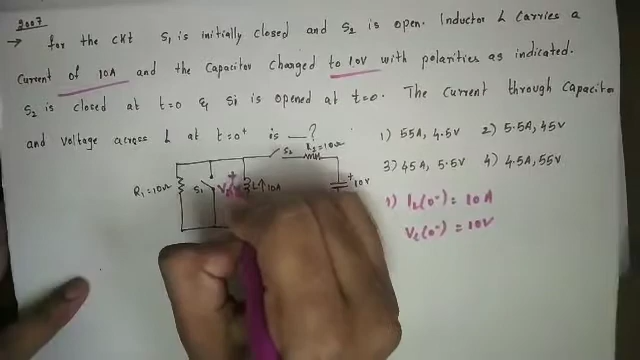 2007
→ for the CKT S₁ is initially closed and S₂ is open. Inductor L Carries a
Current of 10A and the Capacitor Charged to 10V with polarities as indicated.
S₂ is closed at t=0 & S₁ is opened at t=0. The Current through Capacitor
and voltage across L at t=0⁺ is —?
1) 55A, 4.5V 2) 5.5A, 45V
3) 45A, 5.5V 4) 4.5A, 55V
S₂ R₂=10Ω
R₁=10Ω S₁ L↑10A + 10V
1) I_L(0⁻) = 10A
V_c(0⁻) = 10V